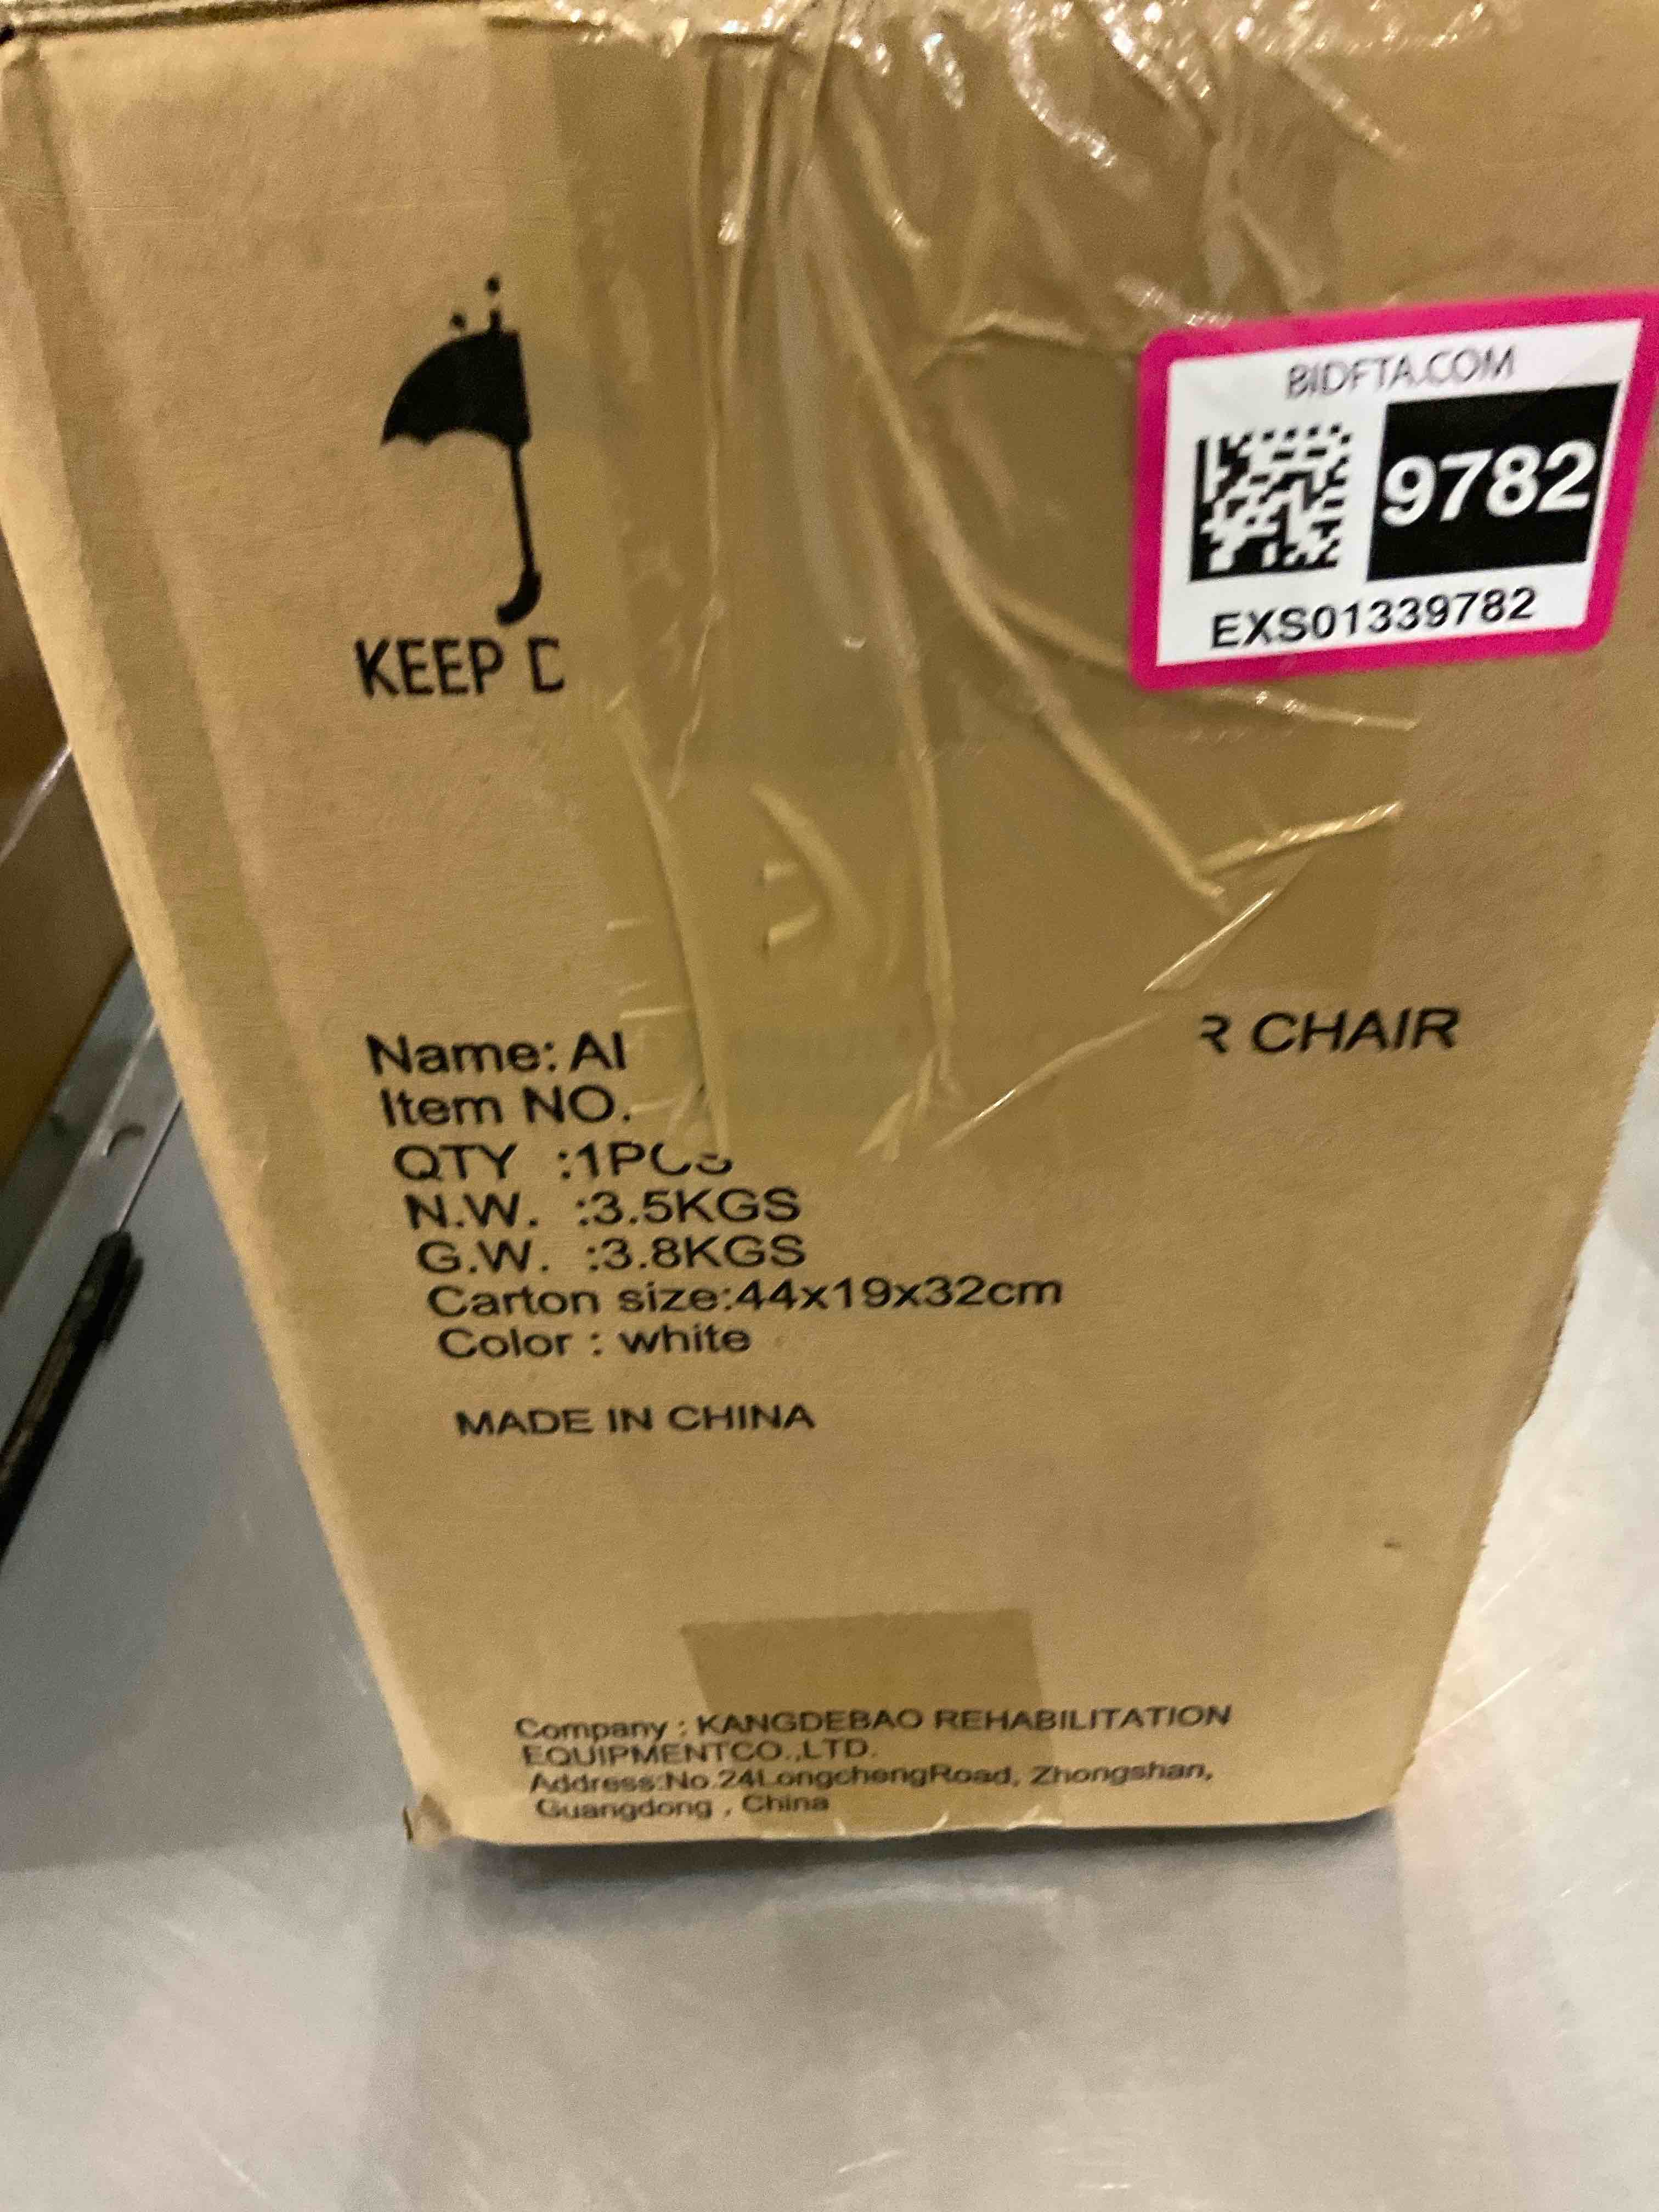 BIDFTA.COM
9782
EXS01339782
KEEP D
Name: Al R CHAIR
Item NO.
QTY :1PCS
N.W. :3.5KGS
G.W. :3.8KGS
Carton size:44x19x32cm
Color : white
MADE IN CHINA
Company : KANGDEBAO REHABILITATION
EQUIPMENTCO.,LTD.
Address:No.24LongchengRoad, Zhongshan,
Guangdong , China